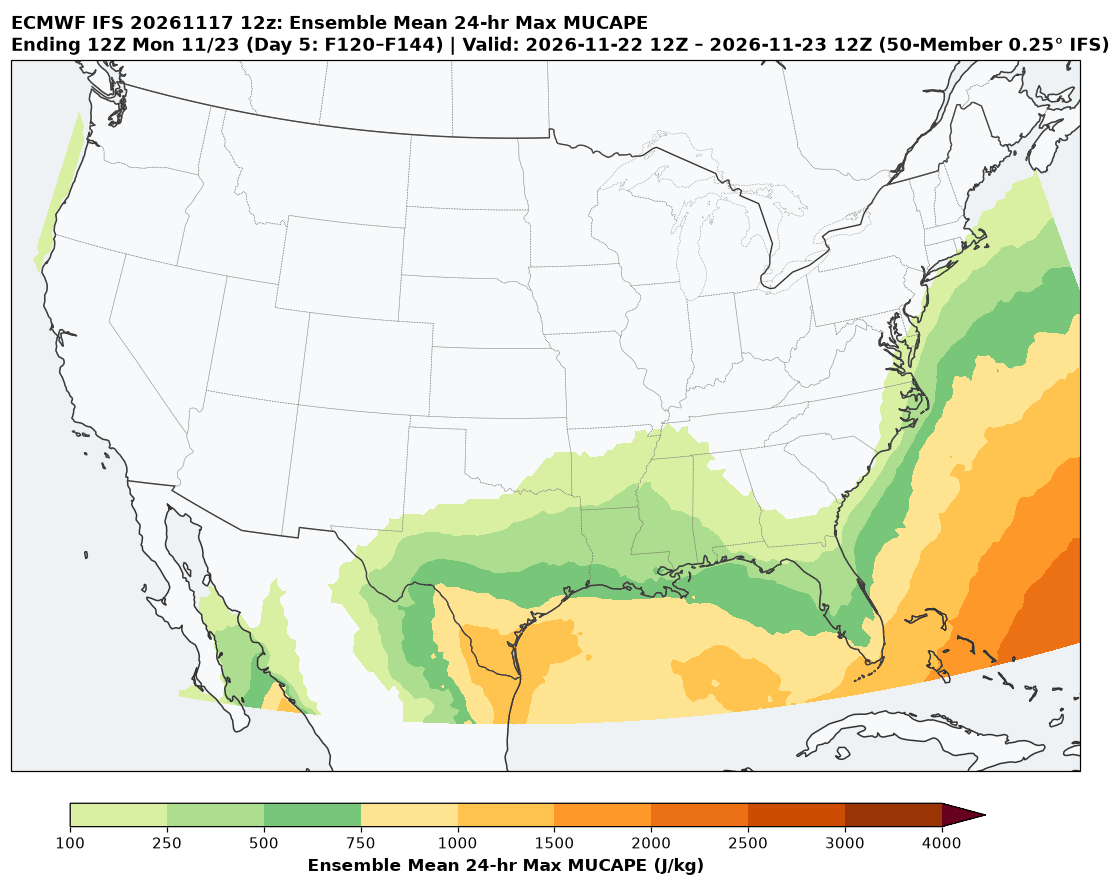 ECMWF IFS 20261117 12z: Ensemble Mean 24-hr Max MUCAPE
Ending 12Z Mon 11/23 (Day 5: F120–F144) | Valid: 2026-11-22 12Z – 2026-11-23 12Z (50-Member 0.25° IFS)
100 250 500 750 1000 1500 2000 2500 3000 4000
Ensemble Mean 24-hr Max MUCAPE (J/kg)